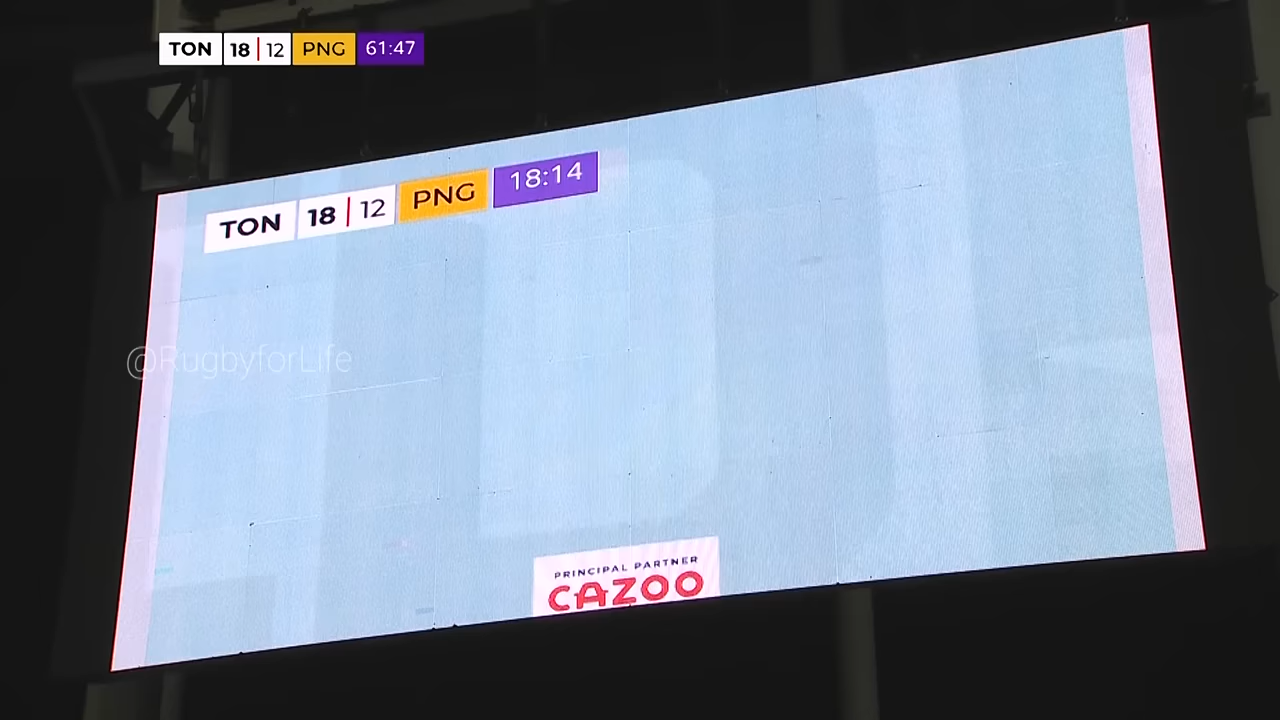 TON 18 | 12 PNG 61:47
TON 18 | 12 PNG 18:14
@RugbyforLife
PRINCIPAL PARTNER
CAZOO